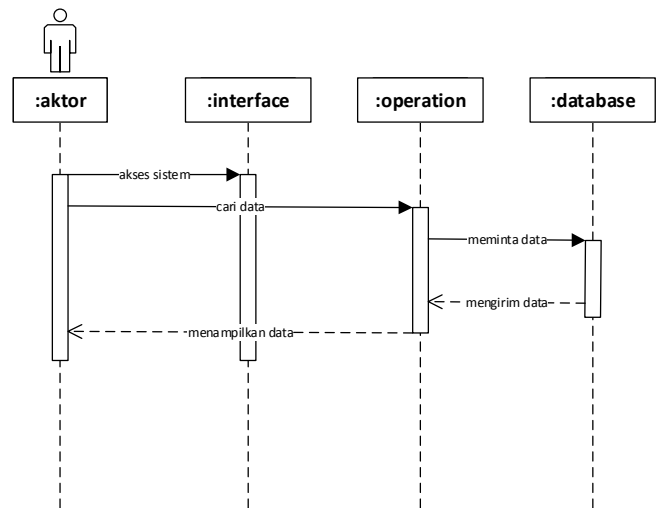 :aktor
:interface
:operation
:database
akses sistem
cari data
meminta data
mengirim data
menampilkan data